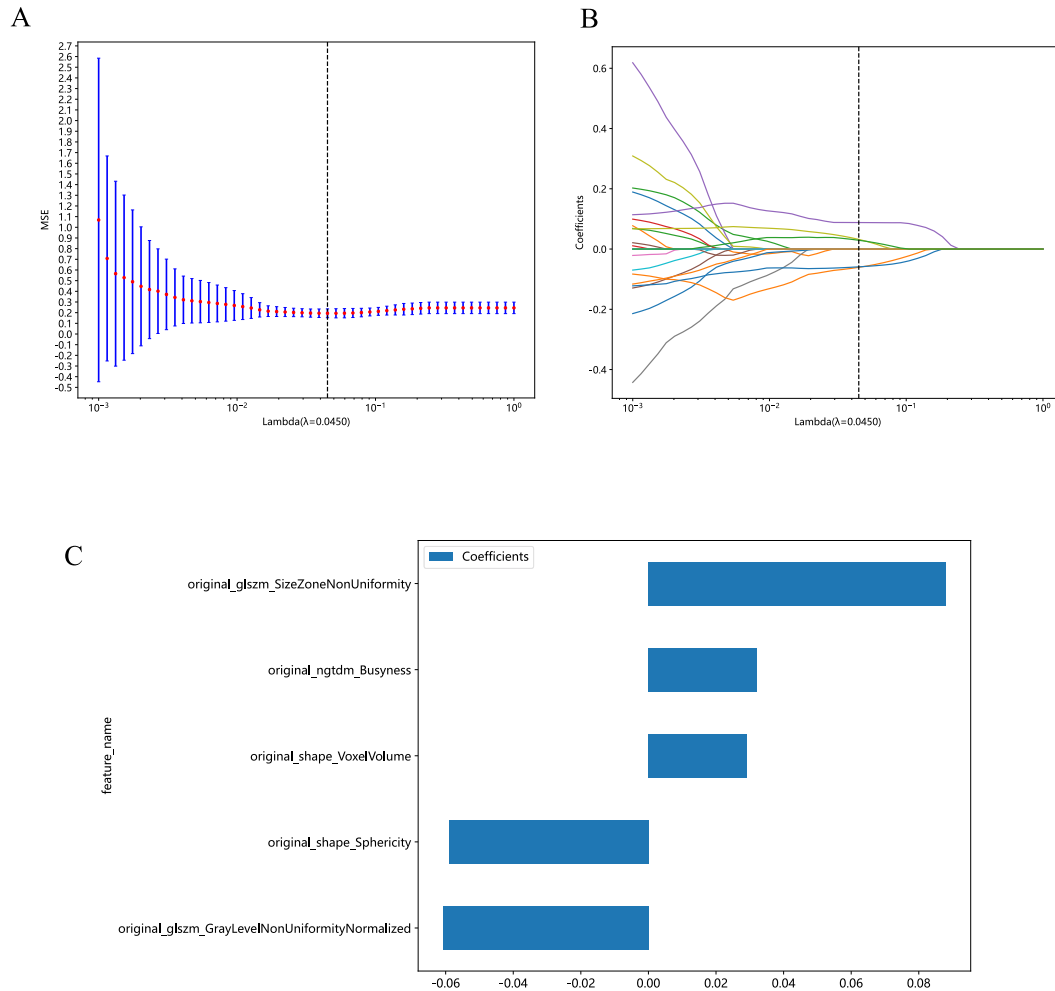 A
2.7
2.6
2.5
2.4
2.3
2.2
2.1
2.0
1.9
1.8
1.7
1.6
1.5
1.4
1.3
1.2
1.1
1.0
0.9
0.8
0.7
0.6
0.5
0.4
0.3
0.2
0.1
0.0
-0.1
-0.2
-0.3
-0.4
-0.5
MSE
10⁻³ 10⁻² 10⁻¹ 10⁰
Lambda(λ=0.0450)
B
0.6
0.4
0.2
0.0
-0.2
-0.4
Coefficients
10⁻³ 10⁻² 10⁻¹ 10⁰
Lambda(λ=0.0450)
C
Coefficients
feature_name
original_glszm_SizeZoneNonUniformity
original_ngtdm_Busyness
original_shape_VoxelVolume
original_shape_Sphericity
original_glszm_GrayLevelNonUniformityNormalized
-0.06 -0.04 -0.02 0.00 0.02 0.04 0.06 0.08